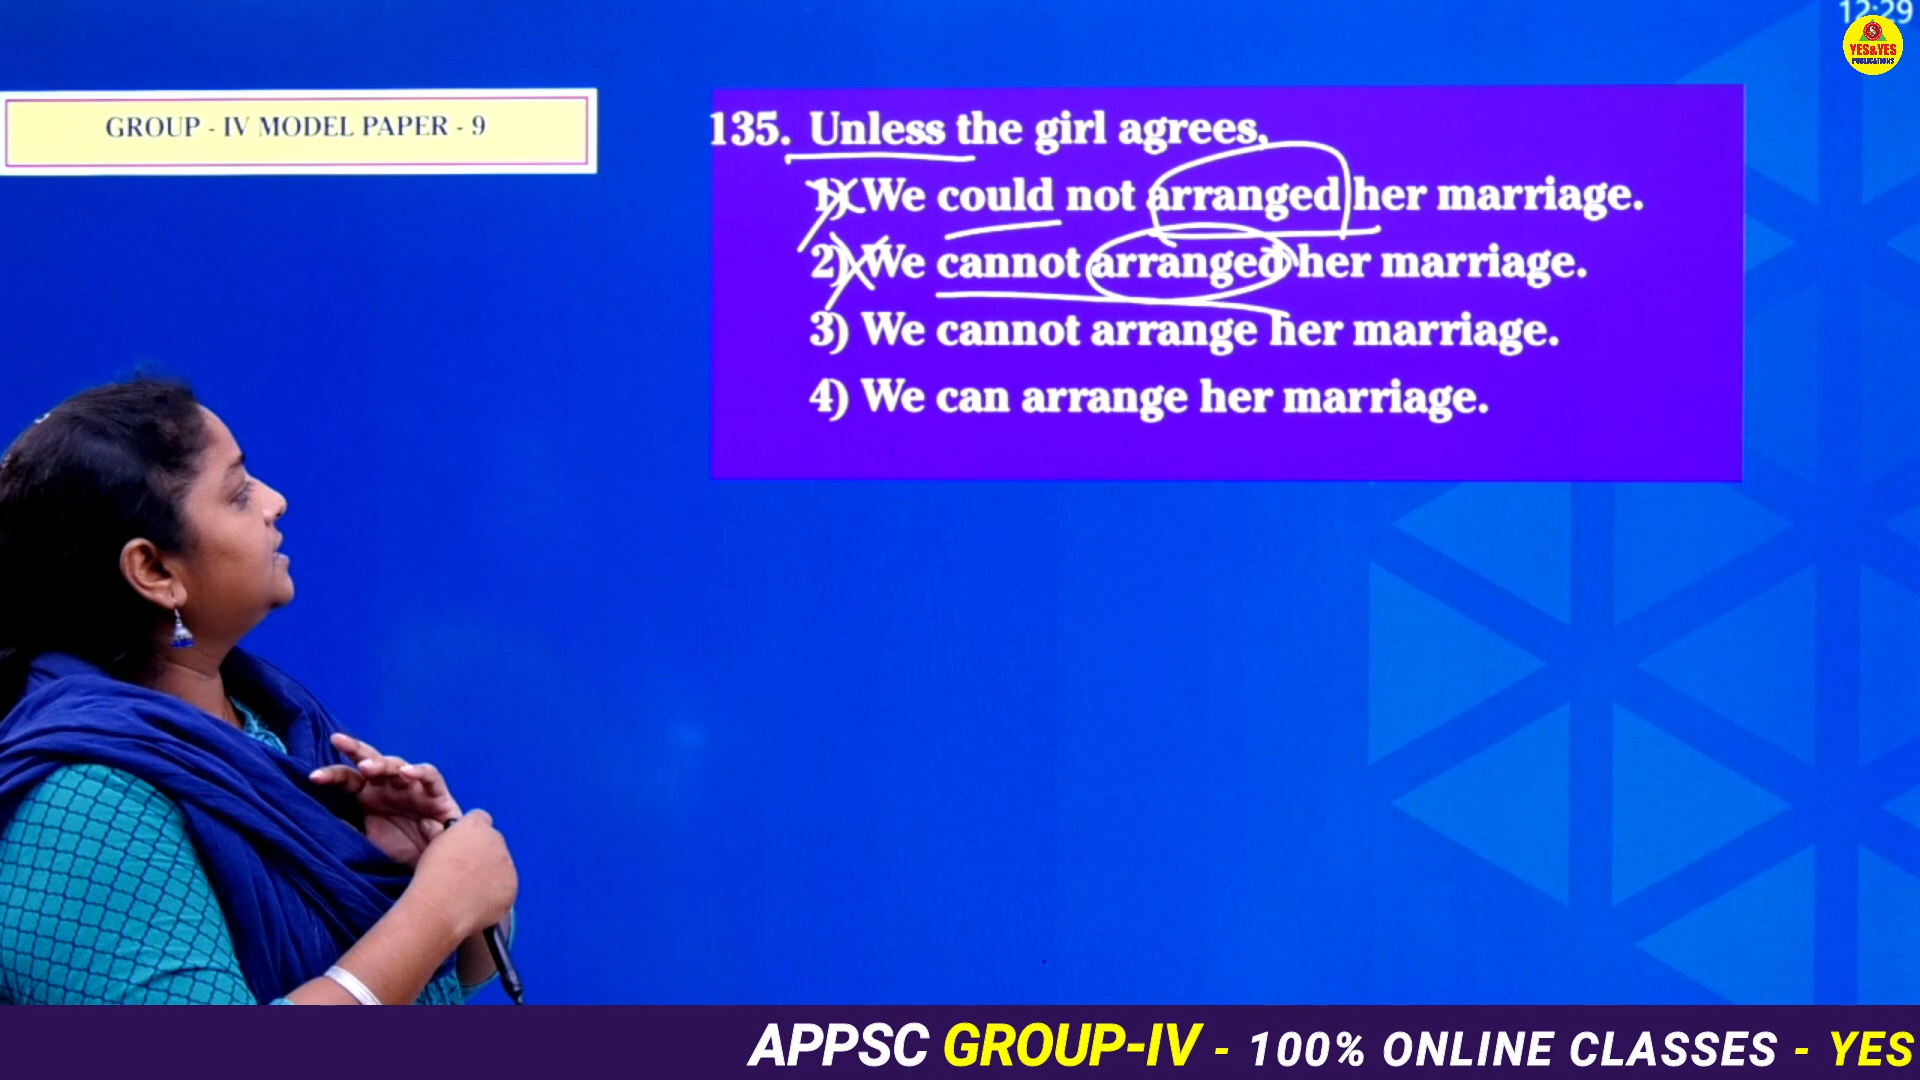 12:29
YES&YES
PUBLICATIONS
GROUP - IV MODEL PAPER - 9
135. Unless the girl agrees,
1) We could not arranged her marriage.
2) We cannot arranged her marriage.
3) We cannot arrange her marriage.
4) We can arrange her marriage.
APPSC GROUP-IV - 100% ONLINE CLASSES - YES